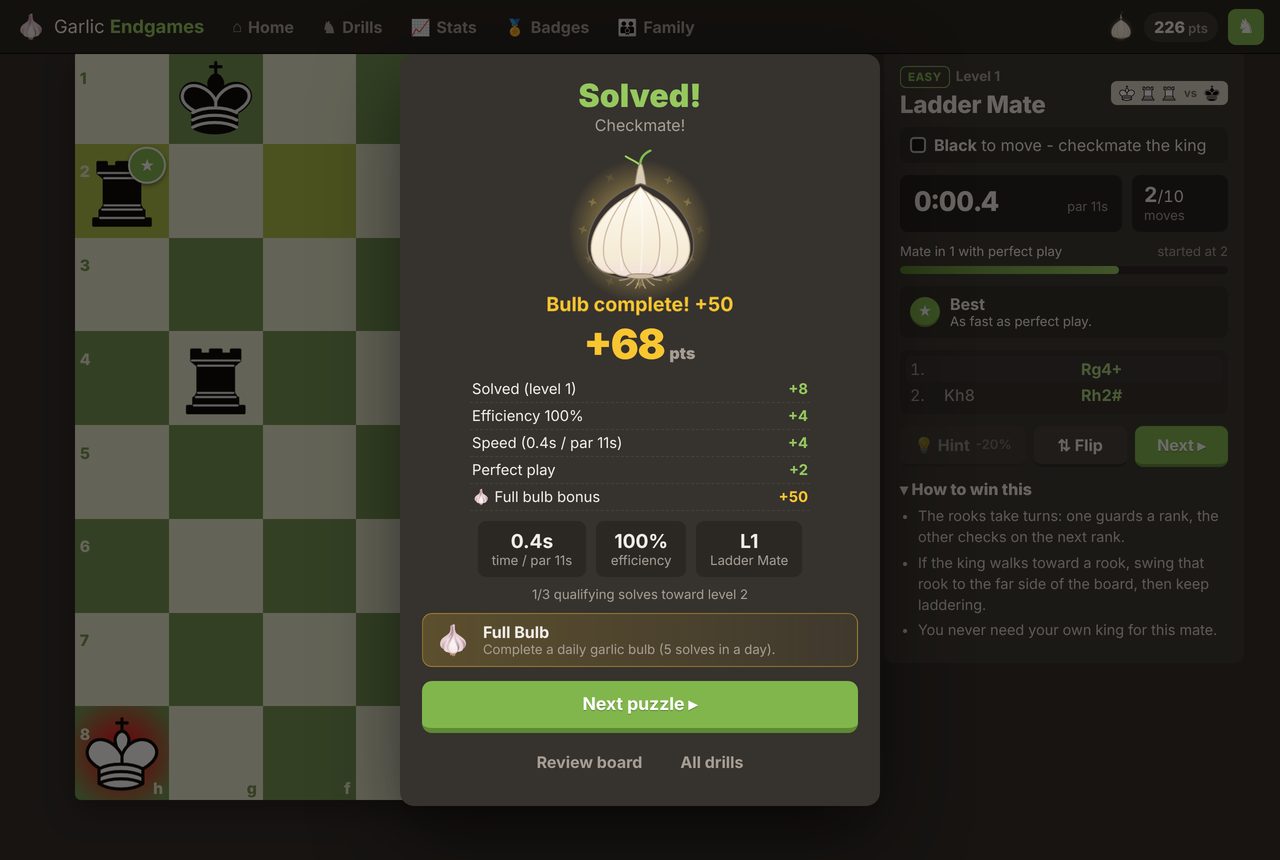 Garlic Endgames
Home
Drills
Stats
Badges
Family
226 pts
1
2
3
4
5
6
7
8
h
g
f
Solved!
Checkmate!
Bulb complete! +50
+68 pts
Solved (level 1) +8
Efficiency 100% +4
Speed (0.4s / par 11s) +4
Perfect play +2
Full bulb bonus +50
0.4s
time / par 11s
100%
efficiency
L1
Ladder Mate
1/3 qualifying solves toward level 2
Full Bulb
Complete a daily garlic bulb (5 solves in a day).
Next puzzle ▸
Review board
All drills
EASY Level 1
Ladder Mate
vs
Black to move - checkmate the king
0:00.4
par 11s
2/10
moves
Mate in 1 with perfect play
started at 2
Best
As fast as perfect play.
1. Rg4+
2. Kh8 Rh2#
Hint -20%
Flip
Next ▸
▾ How to win this
• The rooks take turns: one guards a rank, the
other checks on the next rank.
• If the king walks toward a rook, swing that
rook to the far side of the board, then keep
laddering.
• You never need your own king for this mate.